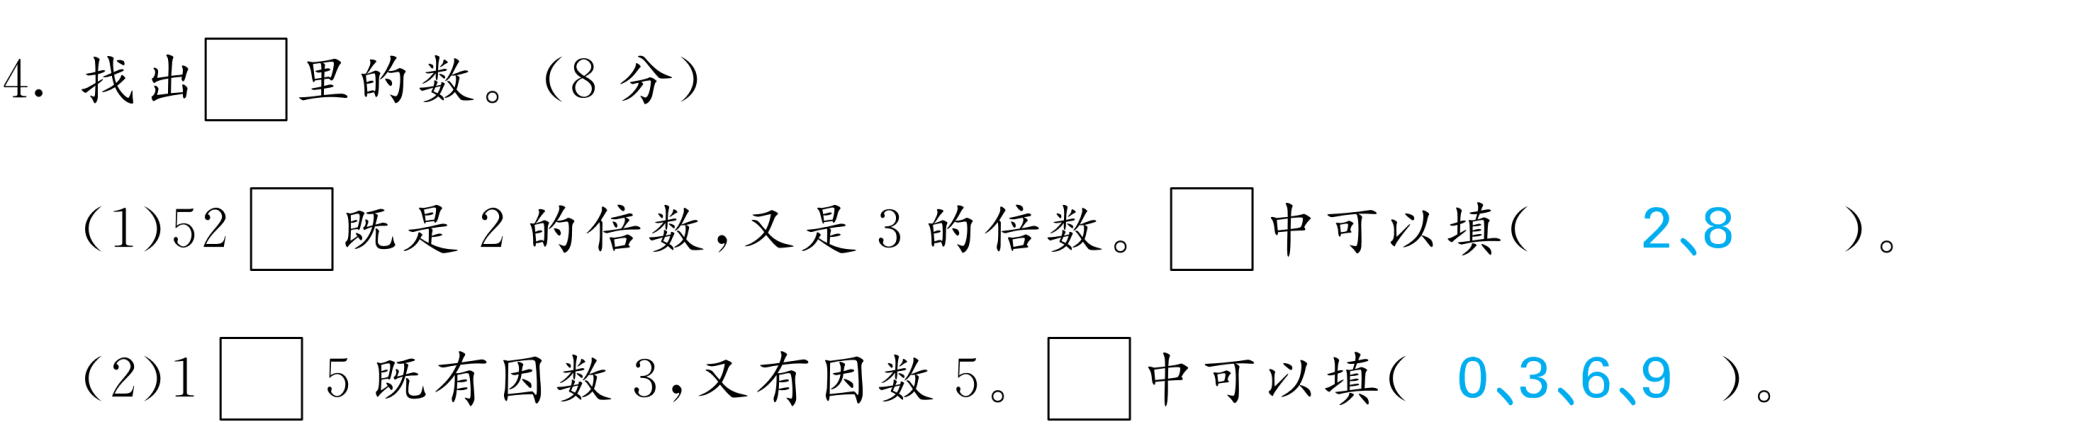 4. 找出□里的数。(8 分)
(1)52□既是 2 的倍数,又是 3 的倍数。□中可以填( 2、8 )。
(2)1□5 既有因数 3,又有因数 5。□中可以填( 0、3、6、9 )。